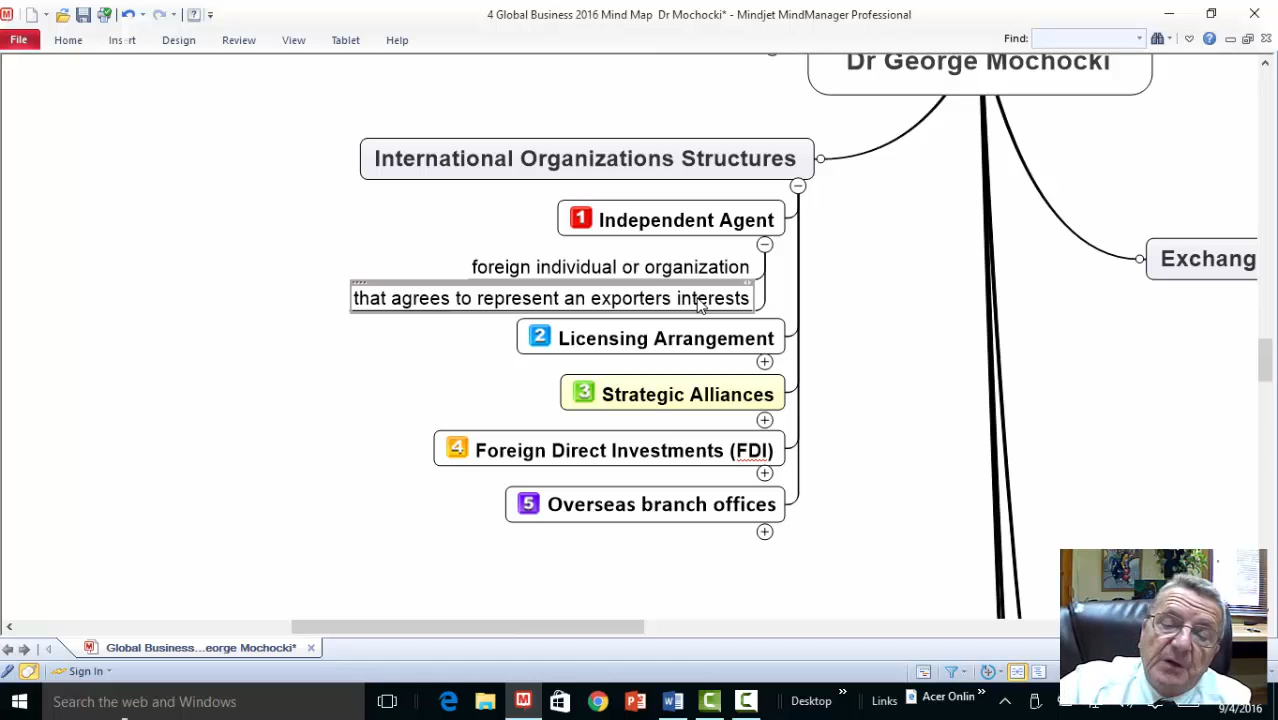 4 Global Business 2016 Mind Map Dr Mochocki* - Mindjet MindManager Professional
File Home Insert Design Review View Tablet Help
Find:
Dr George Mochocki
International Organizations Structures
1 Independent Agent
foreign individual or organization
that agrees to represent an exporters interests
Exchang
2 Licensing Arrangement
3 Strategic Alliances
4 Foreign Direct Investments (FDI)
5 Overseas branch offices
Global Business...eorge Mochocki*
Sign In
Search the web and Windows
Desktop
Links
Acer Onlin
9/4/2016